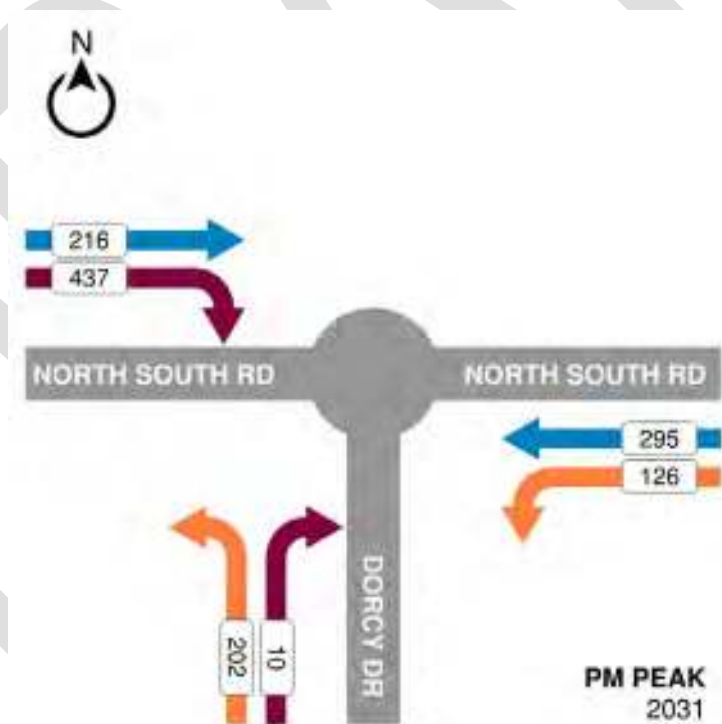 N
216
437
NORTH SOUTH RD
NORTH SOUTH RD
295
126
202
10
DORCY DR
PM PEAK
2031